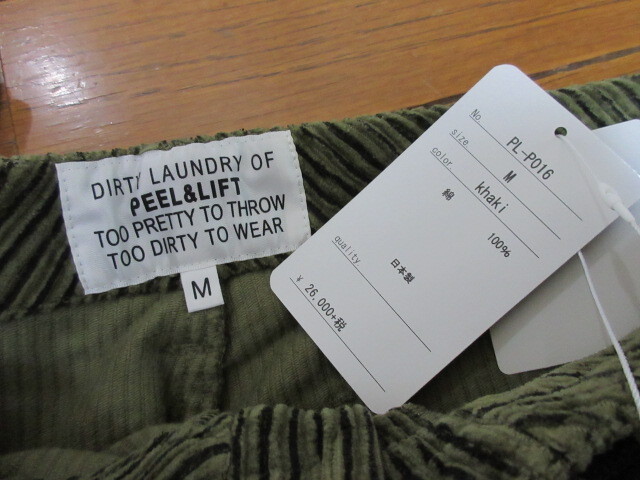 DIRTY LAUNDRY OF
PEEL&LIFT
TOO PRETTY TO THROW
TOO DIRTY TO WEAR
M
No. PL-P016
size M
color khaki
綿 100%
quality
日本製
¥ 26,000+税